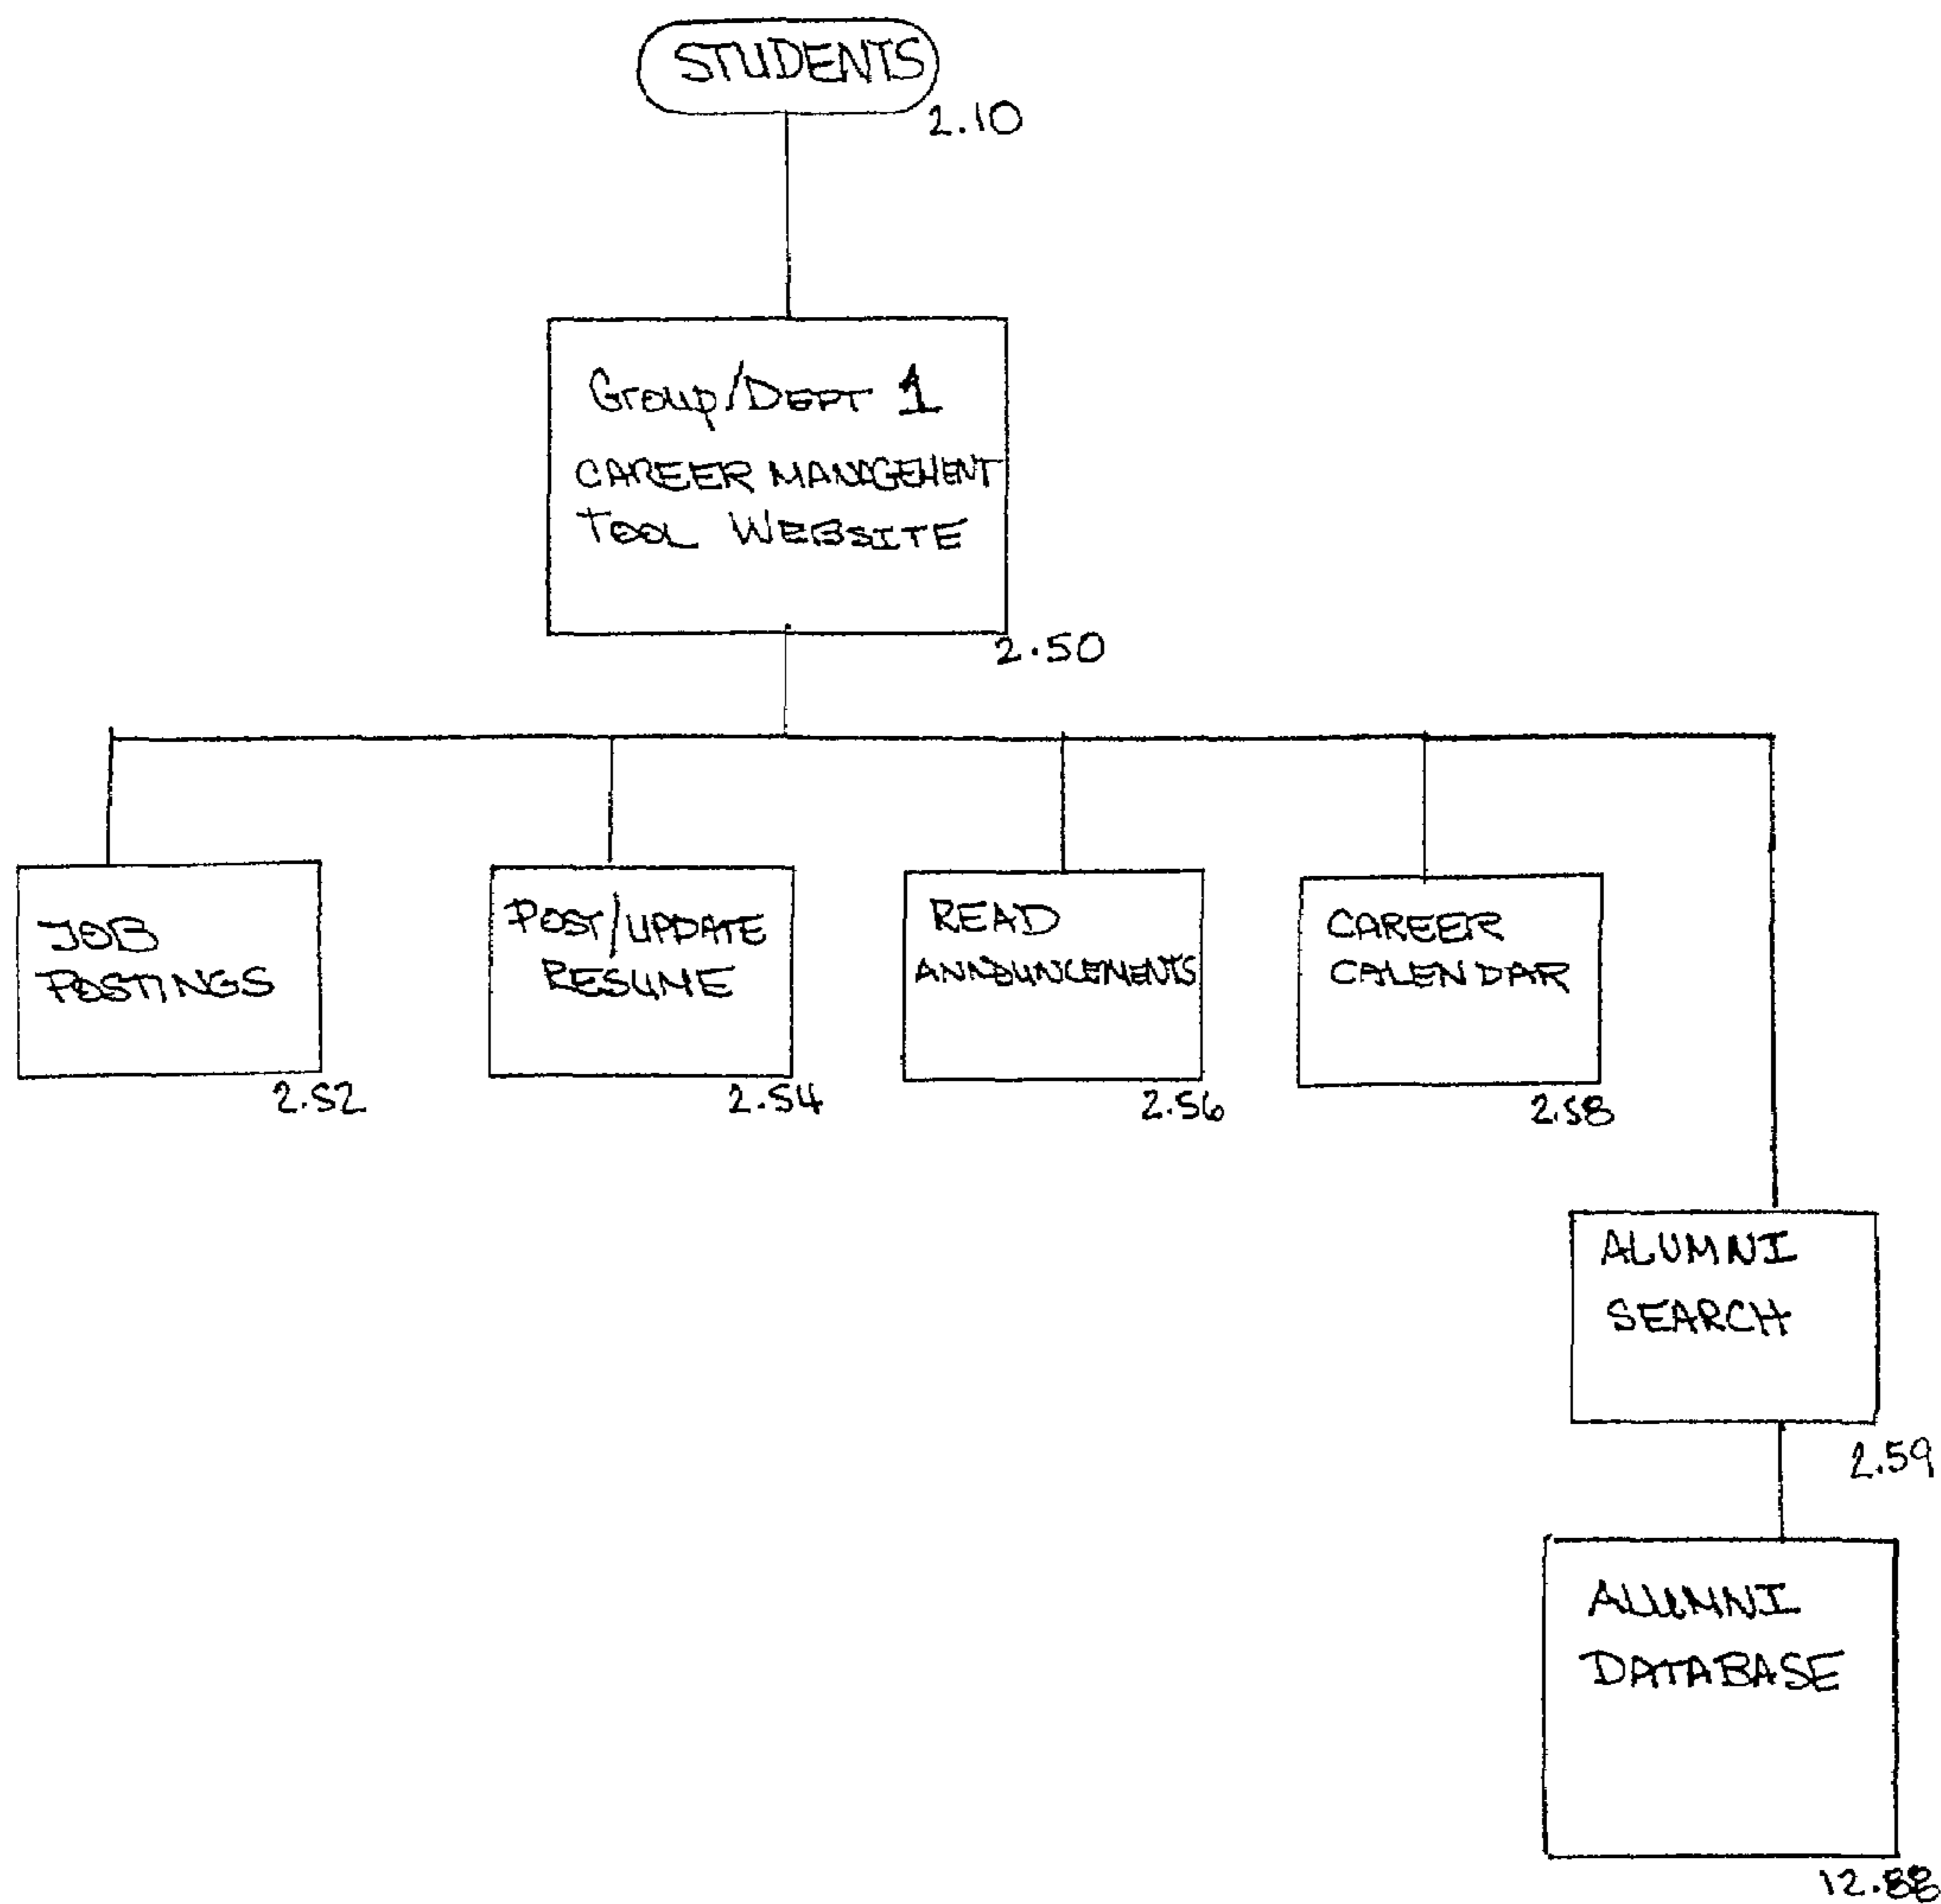 STUDENTS
2.10
Group/DEPT 1
CAREER MANAGEMENT
TOOL WEBSITE
2.50
JOB
POSTINGS
2.52
POST/UPDATE
RESUME
2.54
READ
ANNOUNCEMENTS
2.56
CAREER
CALENDAR
2.58
ALUMNI
SEARCH
2.59
ALUMNI
DATABASE
12.88